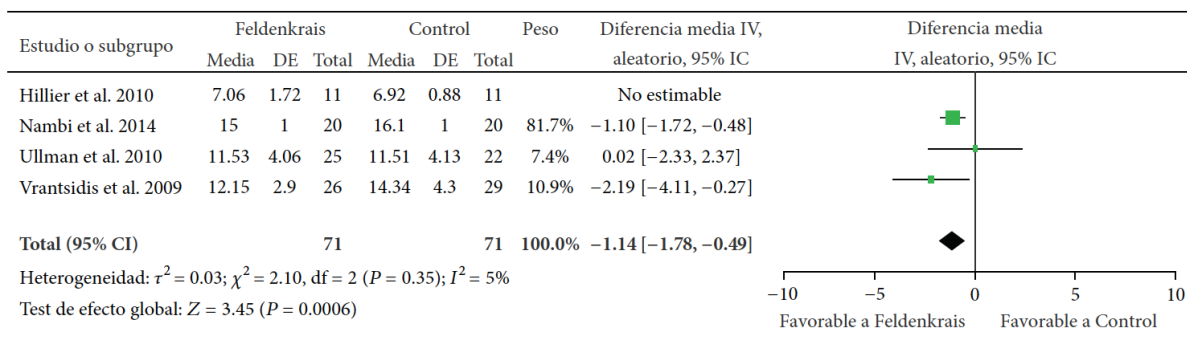 Estudio o subgrupo Feldenkrais Control Peso Diferencia media IV, aleatorio, 95% IC Diferencia media IV, aleatorio, 95% IC
Media DE Total Media DE Total
Hillier et al. 2010 7.06 1.72 11 6.92 0.88 11 No estimable
Nambi et al. 2014 15 1 20 16.1 1 20 81.7% −1.10 [−1.72, −0.48]
Ullman et al. 2010 11.53 4.06 25 11.51 4.13 22 7.4% 0.02 [−2.33, 2.37]
Vrantsidis et al. 2009 12.15 2.9 26 14.34 4.3 29 10.9% −2.19 [−4.11, −0.27]
Total (95% CI) 71 71 100.0% −1.14 [−1.78, −0.49]
Heterogeneidad: τ² = 0.03; χ² = 2.10, df = 2 (P = 0.35); I² = 5%
Test de efecto global: Z = 3.45 (P = 0.0006)
−10 −5 0 5 10
Favorable a Feldenkrais Favorable a Control